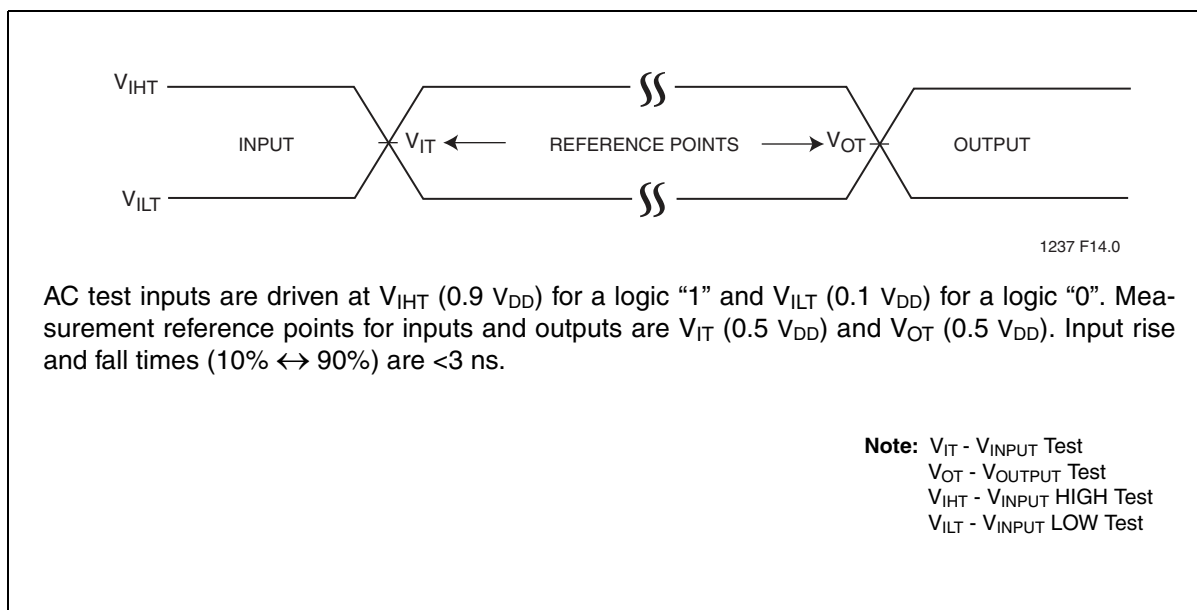 VIHT
INPUT VIT REFERENCE POINTS VOT OUTPUT
VILT
1237 F14.0
AC test inputs are driven at VIHT (0.9 VDD) for a logic “1” and VILT (0.1 VDD) for a logic “0”. Mea-
surement reference points for inputs and outputs are VIT (0.5 VDD) and VOT (0.5 VDD). Input rise
and fall times (10% ↔ 90%) are <3 ns.
Note: VIT - VINPUT Test
VOT - VOUTPUT Test
VIHT - VINPUT HIGH Test
VILT - VINPUT LOW Test